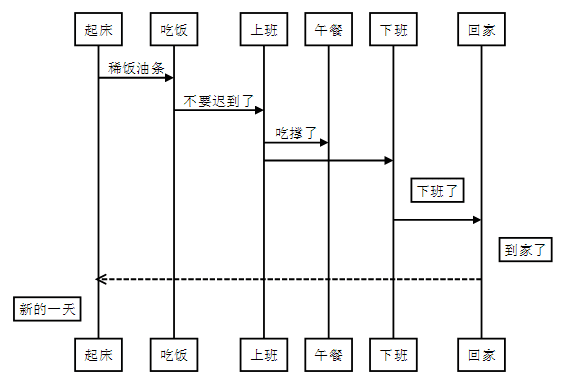 起床 吃饭 上班 午餐 下班 回家
稀饭油条
不要迟到了
吃撑了
下班了
到家了
新的一天
起床 吃饭 上班 午餐 下班 回家